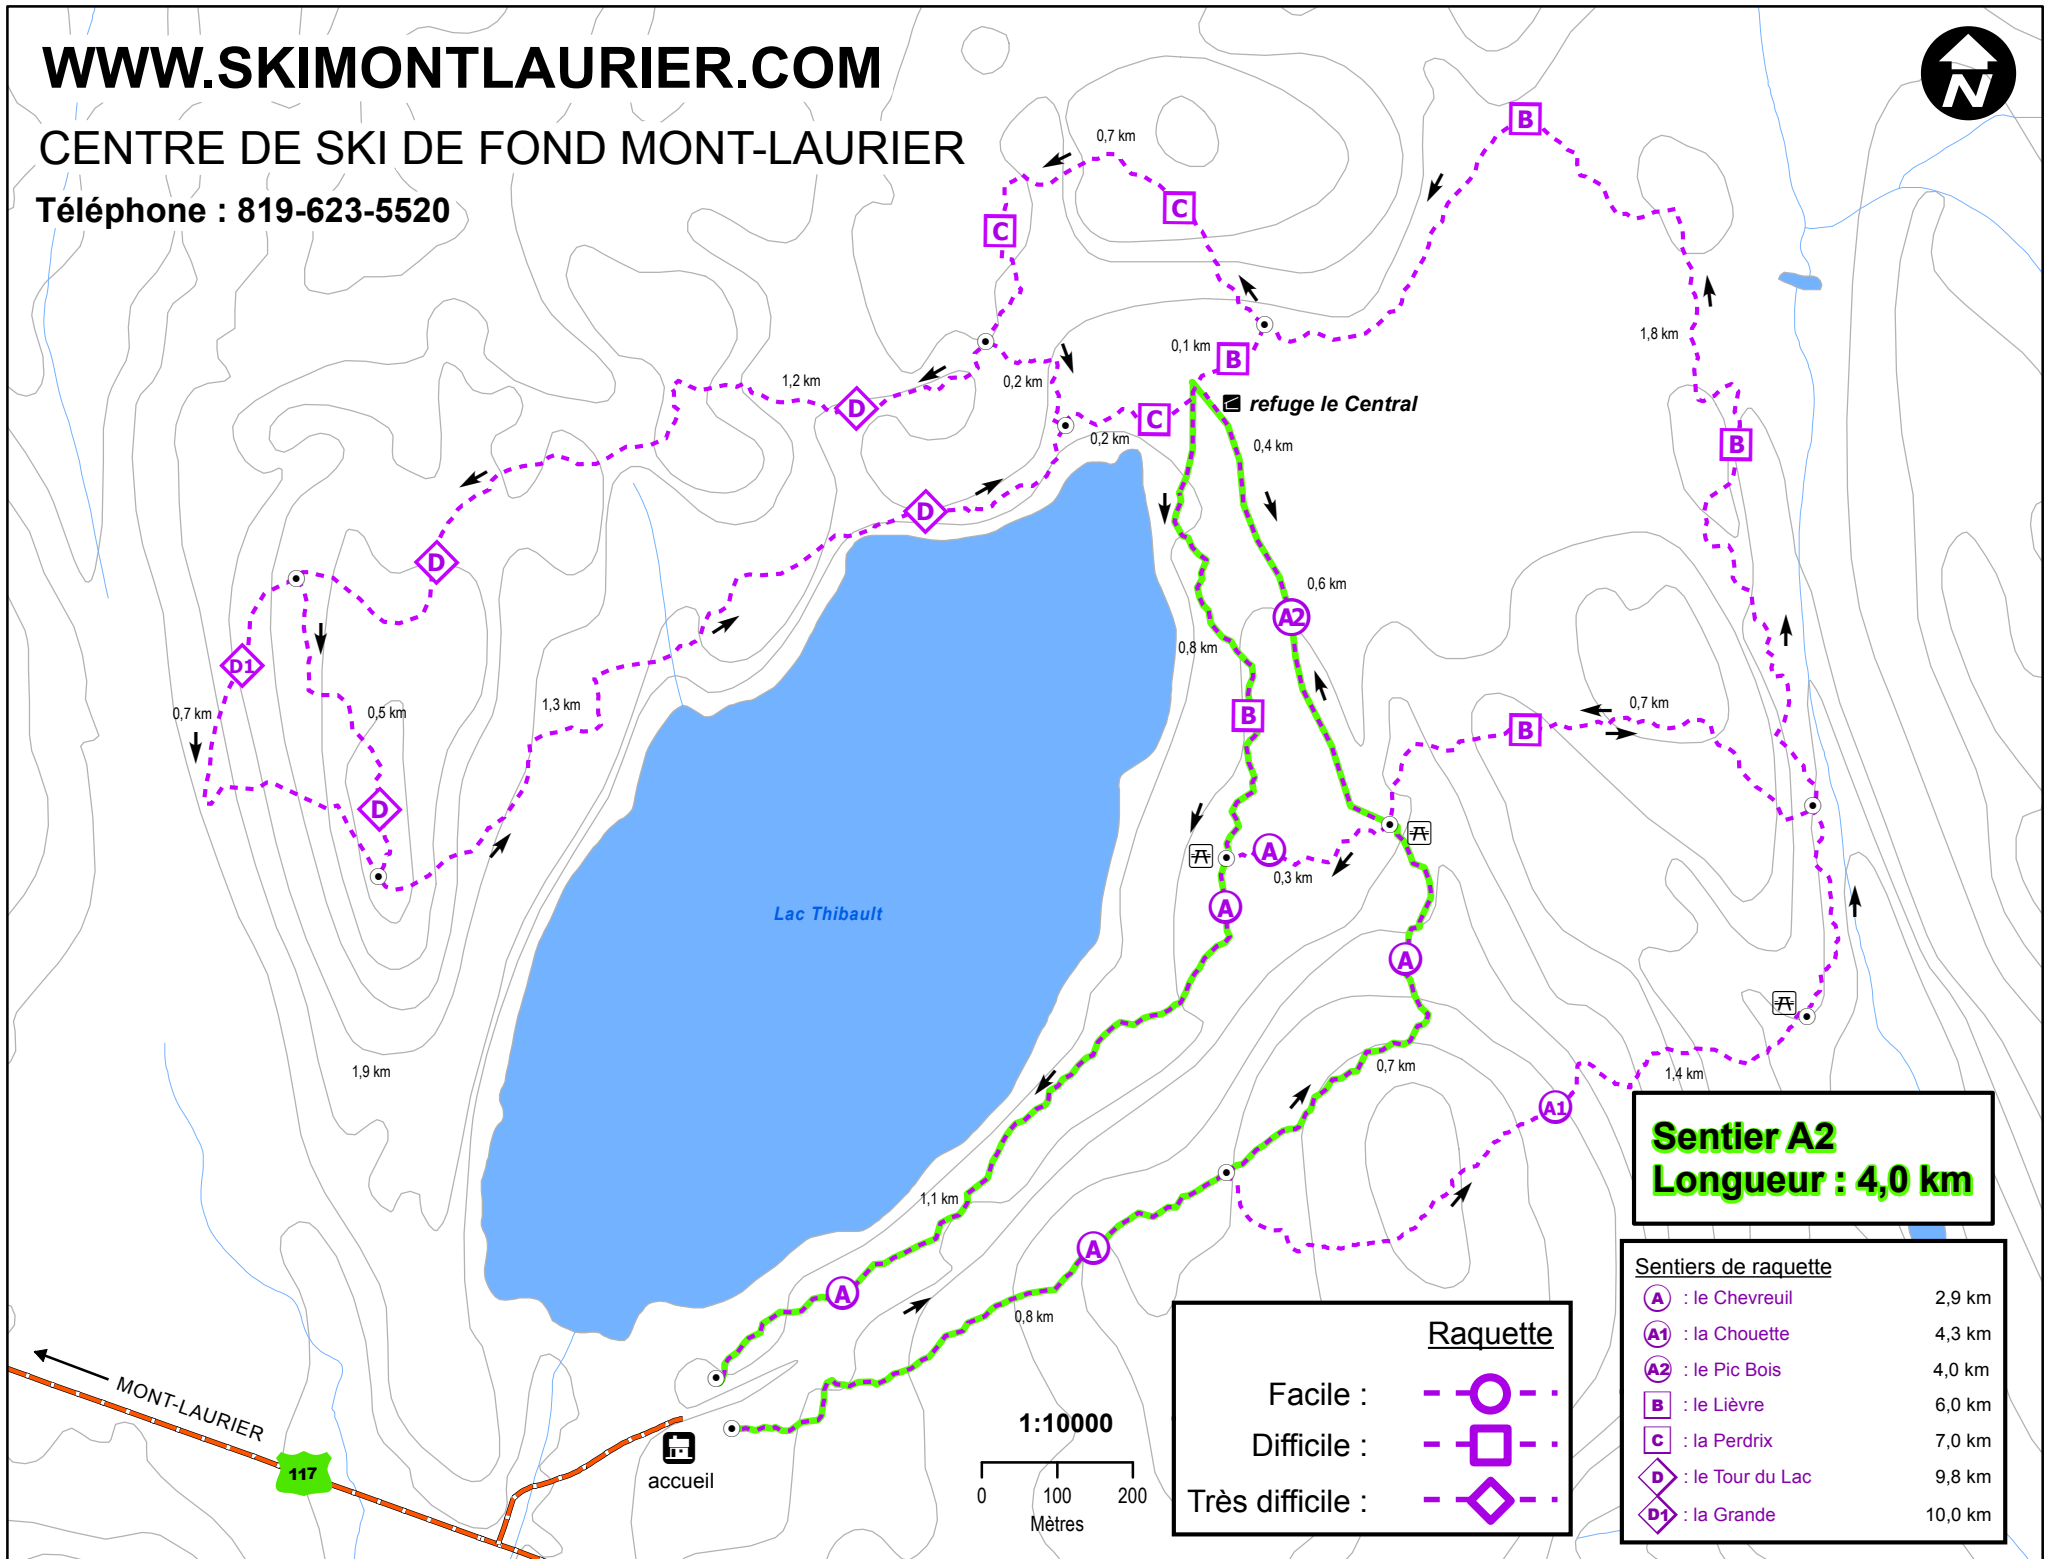 WWW.SKIMONTLAURIER.COM
CENTRE DE SKI DE FOND MONT-LAURIER
Téléphone : 819-623-5520
N
B
0,7 km
C
C
1,8 km
0,1 km
B
1,2 km
0,2 km
D
refuge le Central
C
0,2 km
0,4 km
B
D
D
0,6 km
A2
0,8 km
D1
0,7 km
0,5 km
1,3 km
B
B
0,7 km
D
A
0,3 km
A
Lac Thibault
A
1,9 km
0,7 km
1,4 km
A1
Sentier A2
Longueur : 4,0 km
1,1 km
A
A
0,8 km
MONT-LAURIER
117
accueil
1:10000
0 100 200
Mètres
Raquette
Facile :
Difficile :
Très difficile :
Sentiers de raquette
A : le Chevreuil 2,9 km
A1 : la Chouette 4,3 km
A2 : le Pic Bois 4,0 km
B : le Lièvre 6,0 km
C : la Perdrix 7,0 km
D : le Tour du Lac 9,8 km
D1 : la Grande 10,0 km